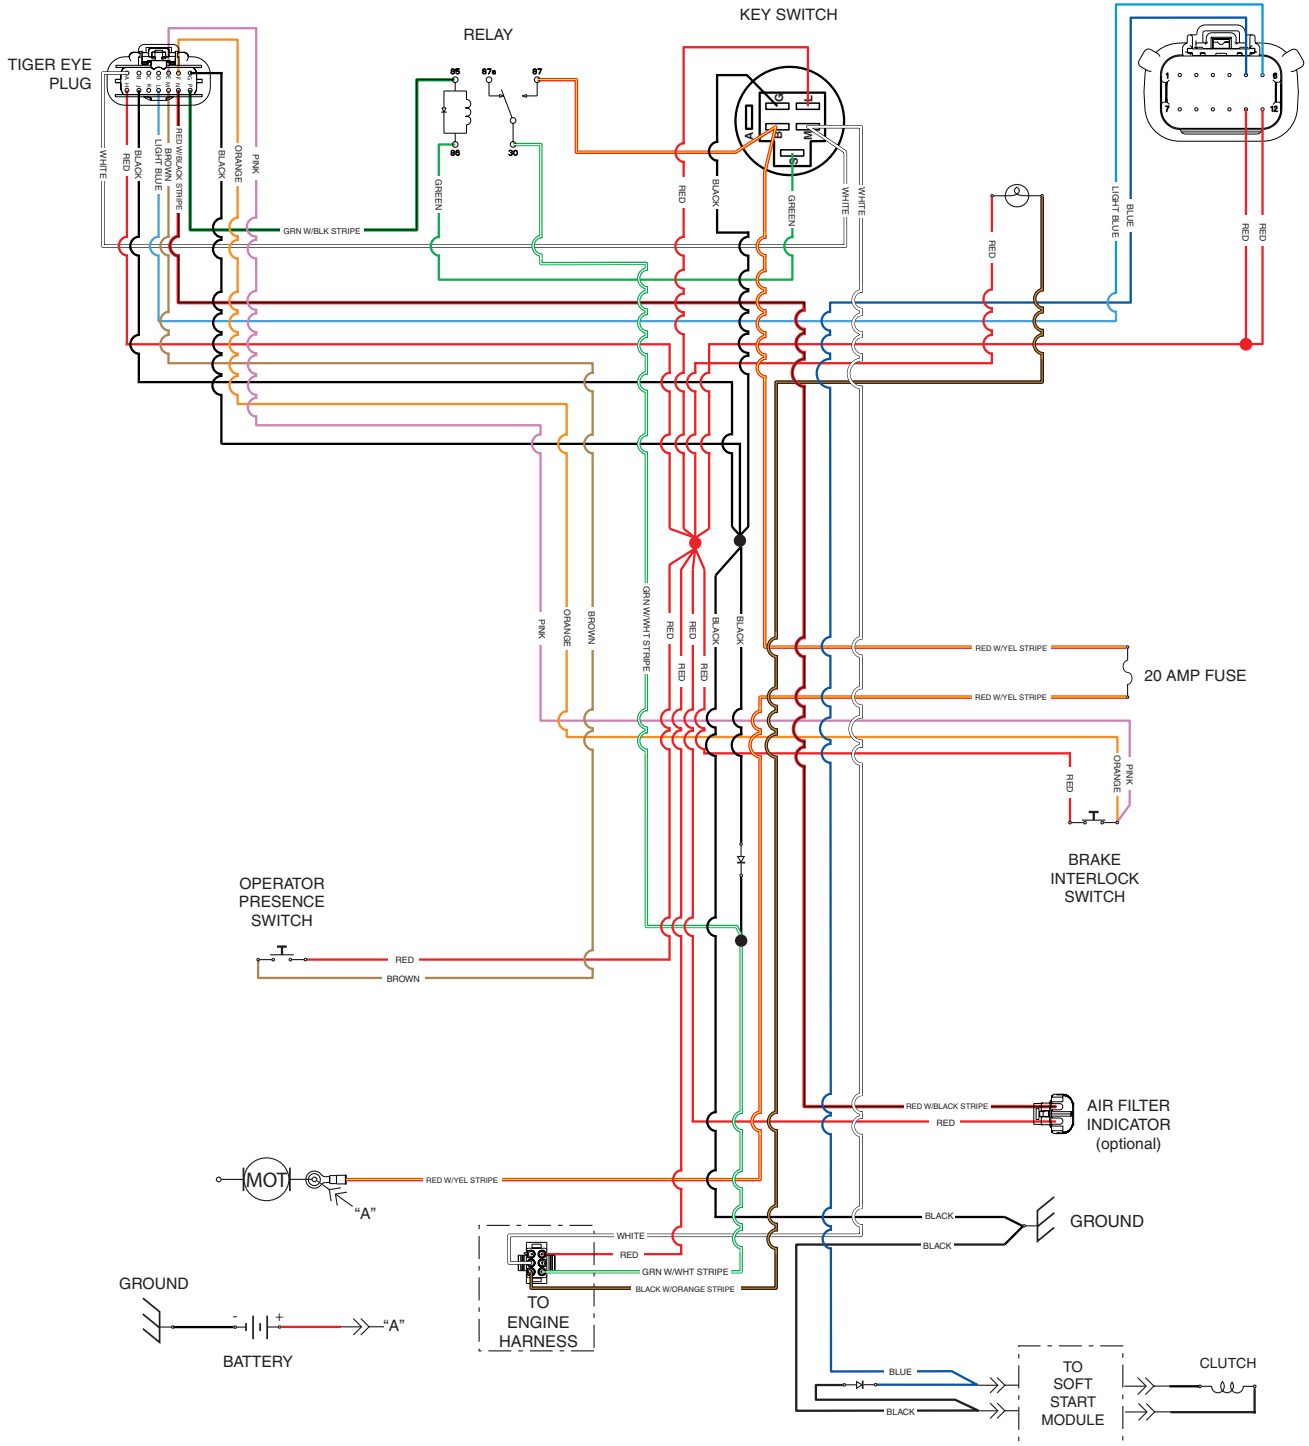 KEY SWITCH
RELAY
TIGER EYE
PLUG
85
87a
87
86
30
G
L
A
B
M
S
1
6
7
12
WHITE
RED
BLACK
LIGHT BLUE
BROWN
RED W/BLACK STRIPE
BLACK
ORANGE
PINK
GREEN
RED
BLACK
GREEN
WHITE
WHITE
RED
LIGHT BLUE
BLUE
RED
RED
GRN W/BLK STRIPE
PINK
ORANGE
BROWN
GRN W/WHT STRIPE
RED
RED
RED
RED
BLACK
BLACK
RED W/YEL STRIPE
20 AMP FUSE
RED W/YEL STRIPE
RED
ORANGE
PINK
BRAKE
INTERLOCK
SWITCH
OPERATOR
PRESENCE
SWITCH
RED
BROWN
RED W/BLACK STRIPE
RED
AIR FILTER
INDICATOR
(optional)
MOT
"A"
RED W/YEL STRIPE
BLACK
GROUND
BLACK
WHITE
RED
GRN W/WHT STRIPE
BLACK W/ORANGE STRIPE
TO
ENGINE
HARNESS
GROUND
-
+
"A"
BATTERY
BLUE
BLACK
TO
SOFT
START
MODULE
CLUTCH